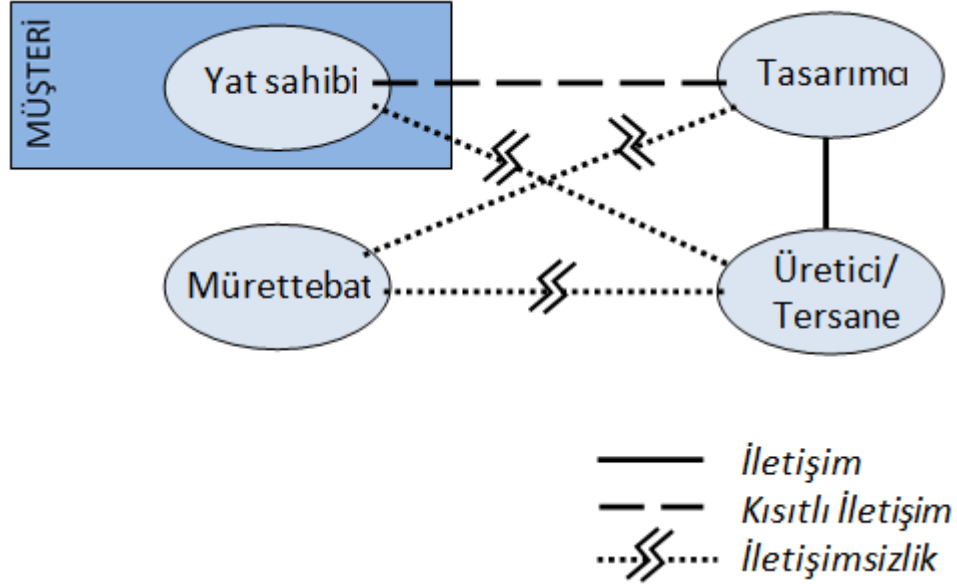 MÜŞTERİ
Yat sahibi
Tasarımcı
Mürettebat
Üretici/
Tersane
İletişim
Kısıtlı İletişim
İletişimsizlik